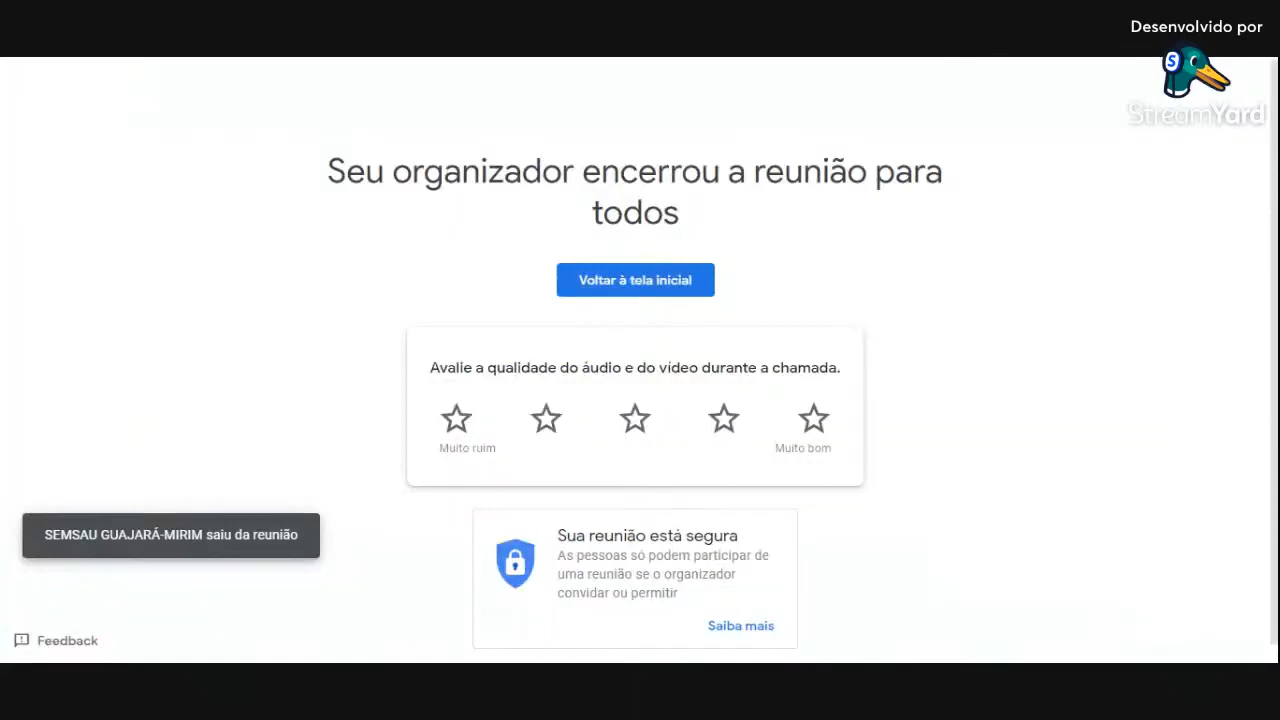 Desenvolvido por
S
StreamYard
Seu organizador encerrou a reunião para
todos
Voltar à tela inicial
Avalie a qualidade do áudio e do vídeo durante a chamada.
Muito ruim
Muito bom
SEMSAU GUAJARÁ-MIRIM saiu da reunião
Sua reunião está segura
As pessoas só podem participar de
uma reunião se o organizador
convidar ou permitir
Saiba mais
Feedback